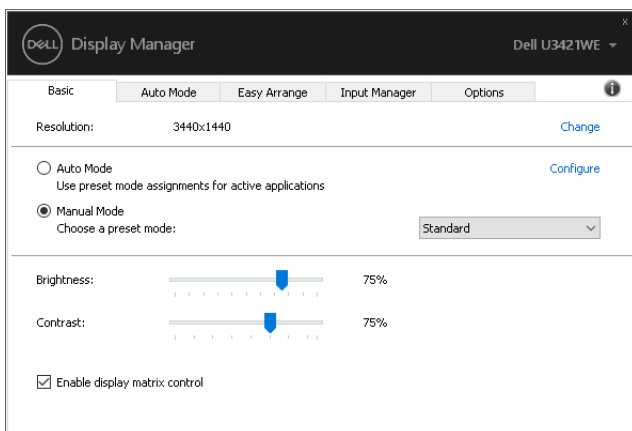 x
DELL Display Manager Dell U3421WE
Basic Auto Mode Easy Arrange Input Manager Options i
Resolution: 3440x1440 Change
Auto Mode Configure
Use preset mode assignments for active applications
Manual Mode
Choose a preset mode: Standard
Brightness: 75%
Contrast: 75%
Enable display matrix control